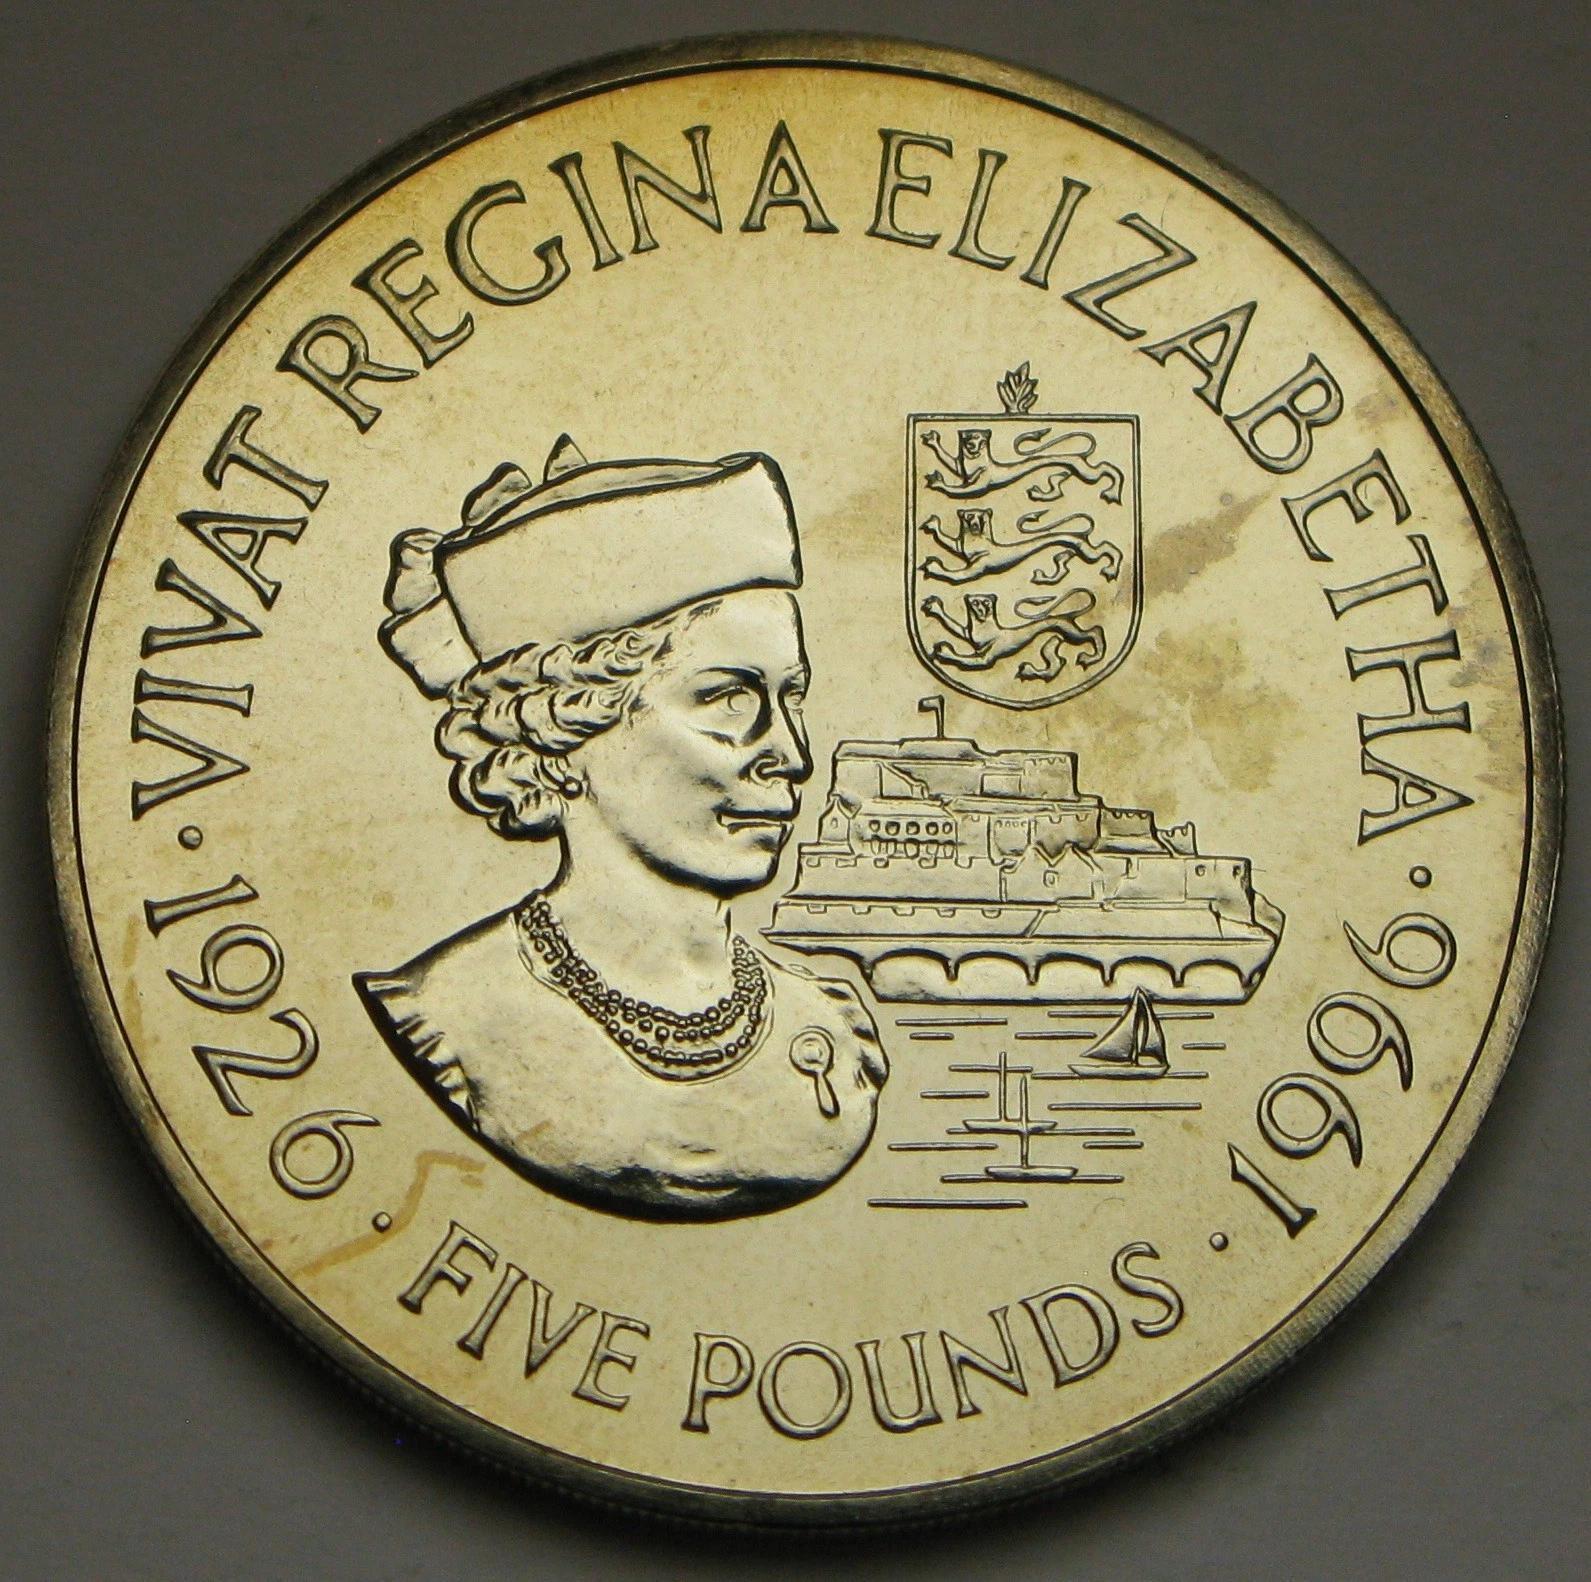 · VIVAT REGINA ELIZABETHA ·
1926 · FIVE POUNDS · 1996